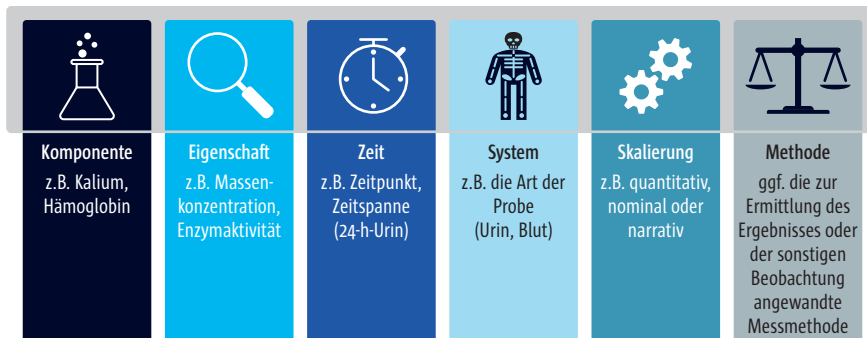 Komponente
z.B. Kalium,
Hämoglobin
Eigenschaft
z.B. Massen-
konzentration,
Enzymaktivität
Zeit
z.B. Zeitpunkt,
Zeitspanne
(24-h-Urin)
System
z.B. die Art der
Probe
(Urin, Blut)
Skalierung
z.B. quantitativ,
nominal oder
narrativ
Methode
ggf. die zur
Ermittlung des
Ergebnisses oder
der sonstigen
Beobachtung
angewandte
Messmethode